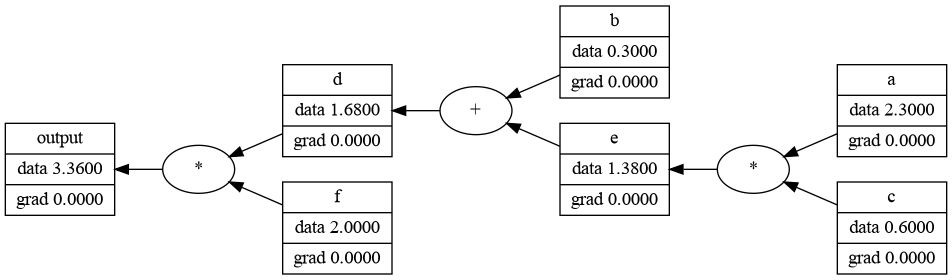 output
data 3.3600
grad 0.0000
*
d
data 1.6800
grad 0.0000
f
data 2.0000
grad 0.0000
+
b
data 0.3000
grad 0.0000
e
data 1.3800
grad 0.0000
*
a
data 2.3000
grad 0.0000
c
data 0.6000
grad 0.0000